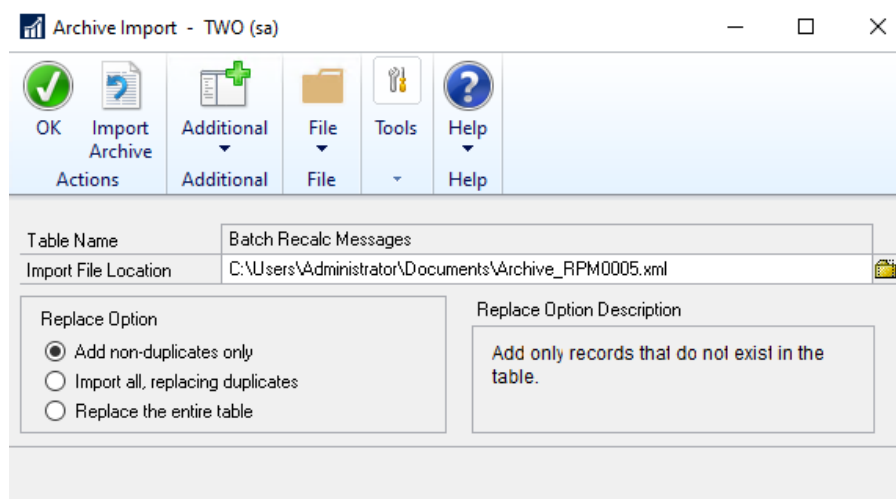 Archive Import  -  TWO (sa)
OK
Import
Archive
Actions
Additional
Additional
File
File
Tools
Help
Help
Table Name
Batch Recalc Messages
Import File Location
C:\Users\Administrator\Documents\Archive_RPM0005.xml
Replace Option
Add non-duplicates only
Import all, replacing duplicates
Replace the entire table
Replace Option Description
Add only records that do not exist in the
table.